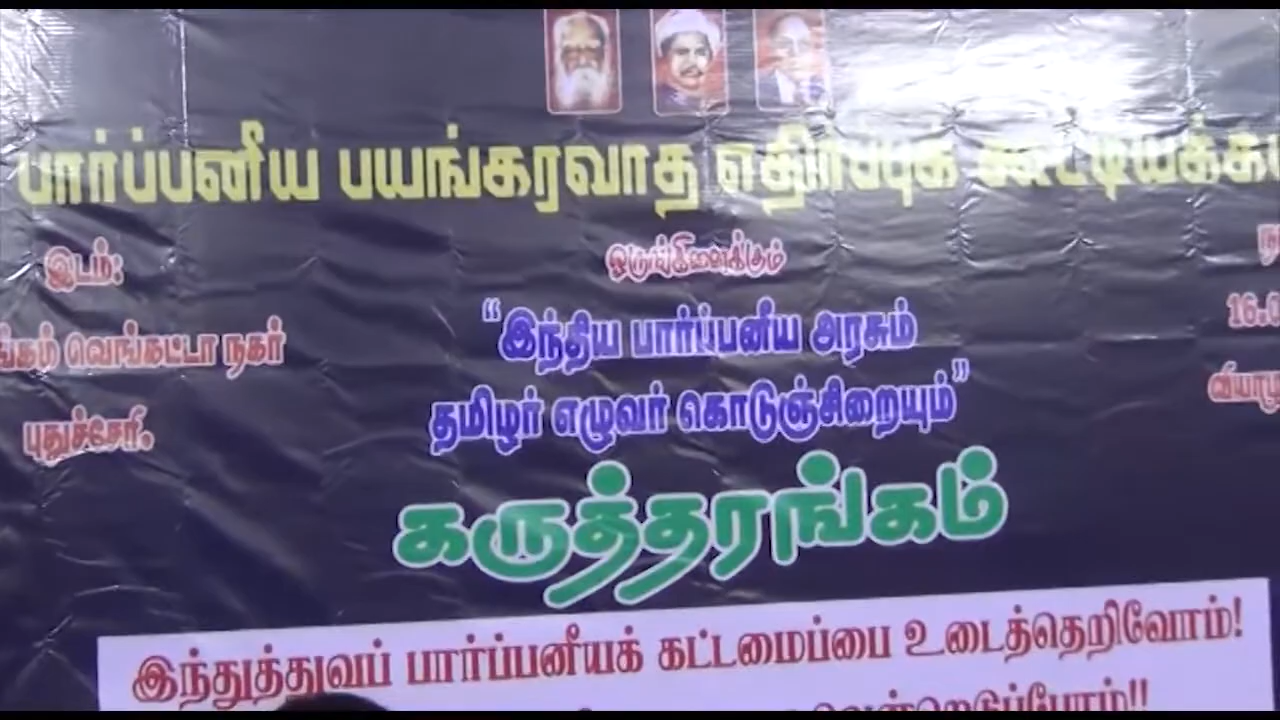 பார்ப்பனீய பயங்கரவாத எதிர்ப்புக்
இடம்:
ஒருங்கிணைக்கும்
"இந்திய பார்ப்பனீய அரசும்
வெங்கட்டா நகர்
தமிழர் எழுவர் கொடுஞ்சிறையும்"
புதுச்சேரி.
கருத்தரங்கம்
இந்துத்துவப் பார்ப்பனீயக் கட்டமைப்பை உடைத்தெறிவோம்!